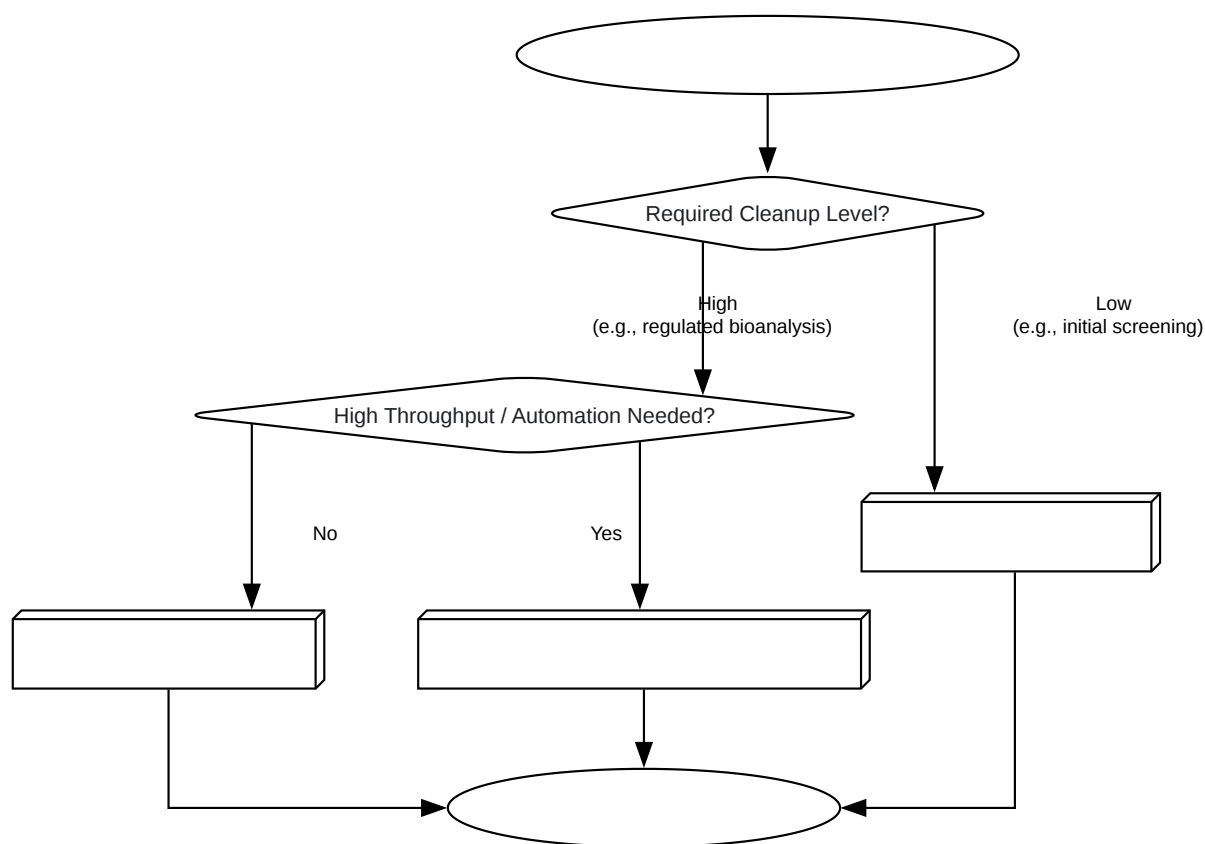 Required Cleanup Level?
High
(e.g., regulated bioanalysis)
Low
(e.g., initial screening)
High Throughput / Automation Needed?
No
Yes